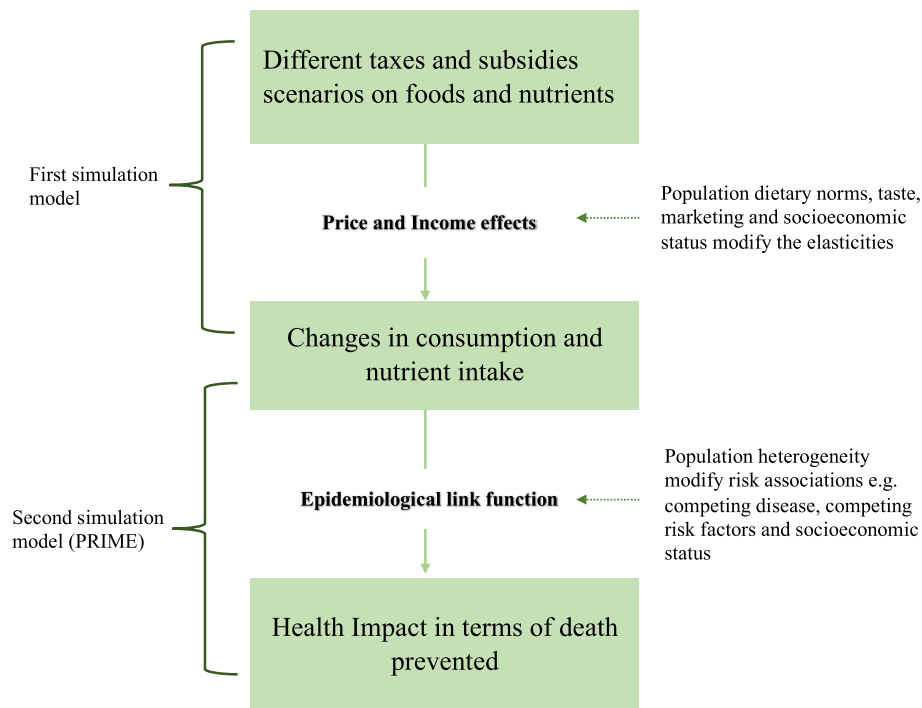 Different taxes and subsidies
scenarios on foods and nutrients
First simulation
model
Price and Income effects
Population dietary norms, taste,
marketing and socioeconomic
status modify the elasticities
Changes in consumption and
nutrient intake
Second simulation
model (PRIME)
Epidemiological link function
Population heterogeneity
modify risk associations e.g.
competing disease, competing
risk factors and socioeconomic
status
Health Impact in terms of death
prevented